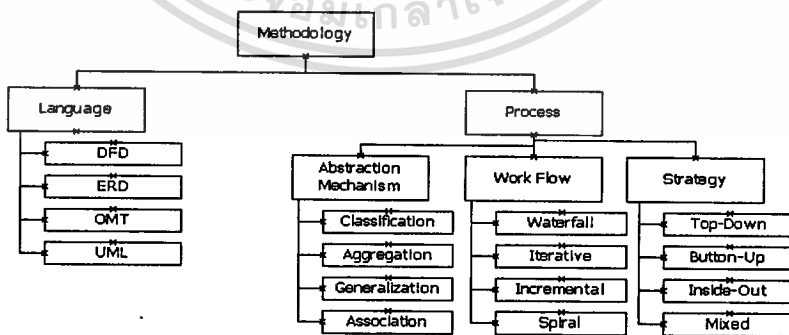 Methodology
Language
Process
DFD
ERD
OMT
UML
Abstraction
Mechanism
Work Flow
Strategy
Classification
Aggregation
Generalization
Association
Waterfall
Iterative
Incremental
Spiral
Top-Down
Button-Up
Inside-Out
Mixed